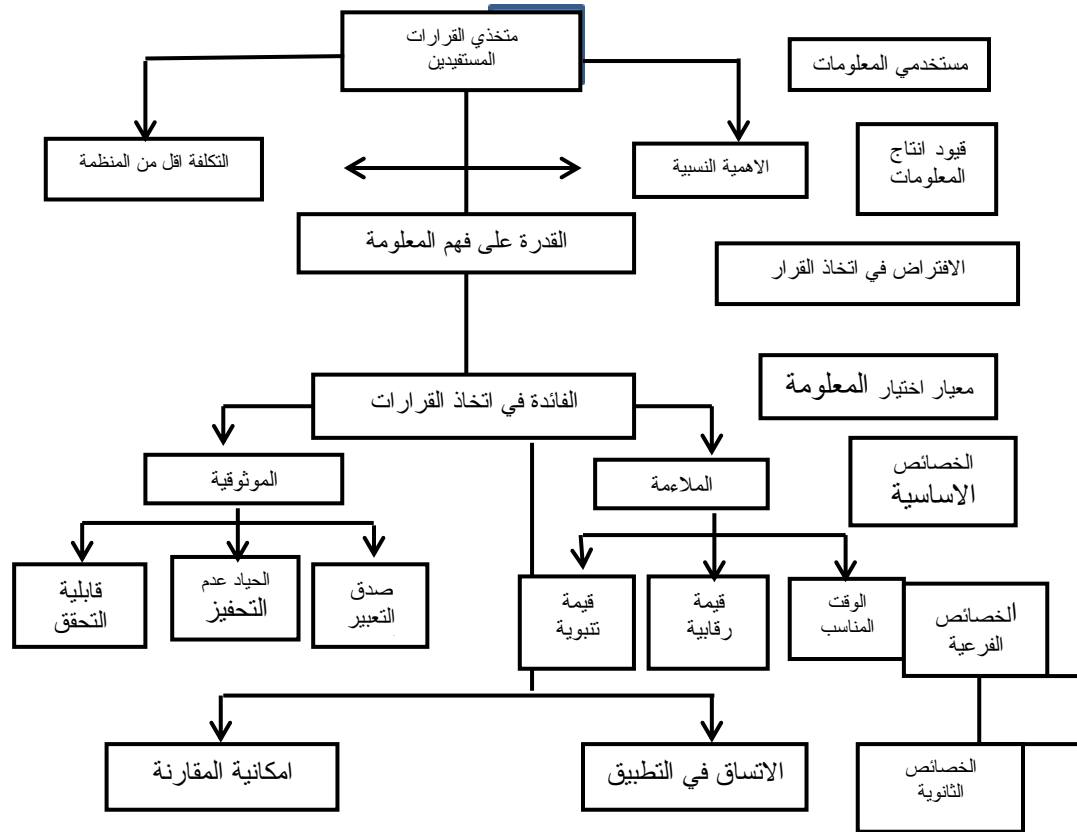 متخذي القرارات
المستفيدين
مستخدمي المعلومات
قيود انتاج
المعلومات
الاهمية النسبية
التكلفة اقل من المنظمة
القدرة على فهم المعلومة
الافتراض في اتخاذ القرار
معيار اختيار المعلومة
الفائدة في اتخاذ القرارات
الخصائص
الاساسية
الملاءمة
الموثوقية
الخصائص
الفرعية
الوقت
المناسب
قيمة
رقابية
قيمة
تنبوية
صدق
التعبير
الحياد عدم
التحفيز
قابلية
التحقق
الخصائص
الثانوية
الاتساق في التطبيق
امكانية المقارنة